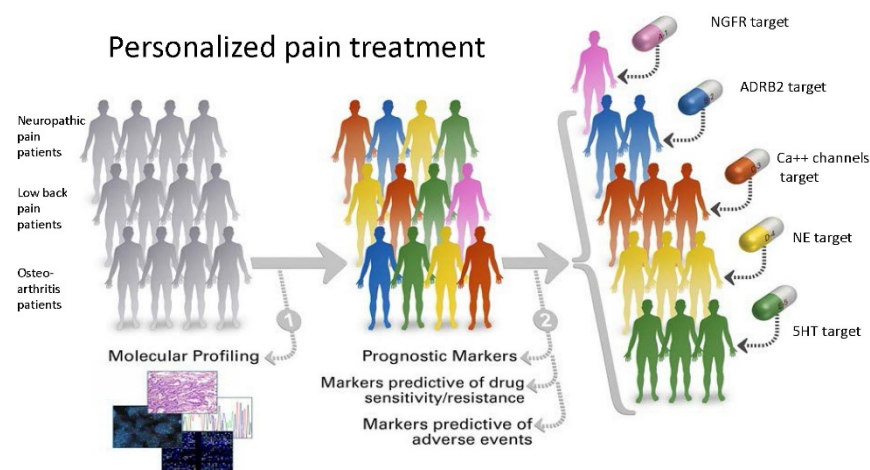 Personalized pain treatment
Neuropathic
pain
patients
Low back
pain
patients
Osteo-
arthritis
patients
1
Molecular Profiling
2
Prognostic Markers
Markers predictive of drug
sensitivity/resistance
Markers predictive of
adverse events
NGFR target
ADRB2 target
Ca++ channels
target
NE target
5HT target